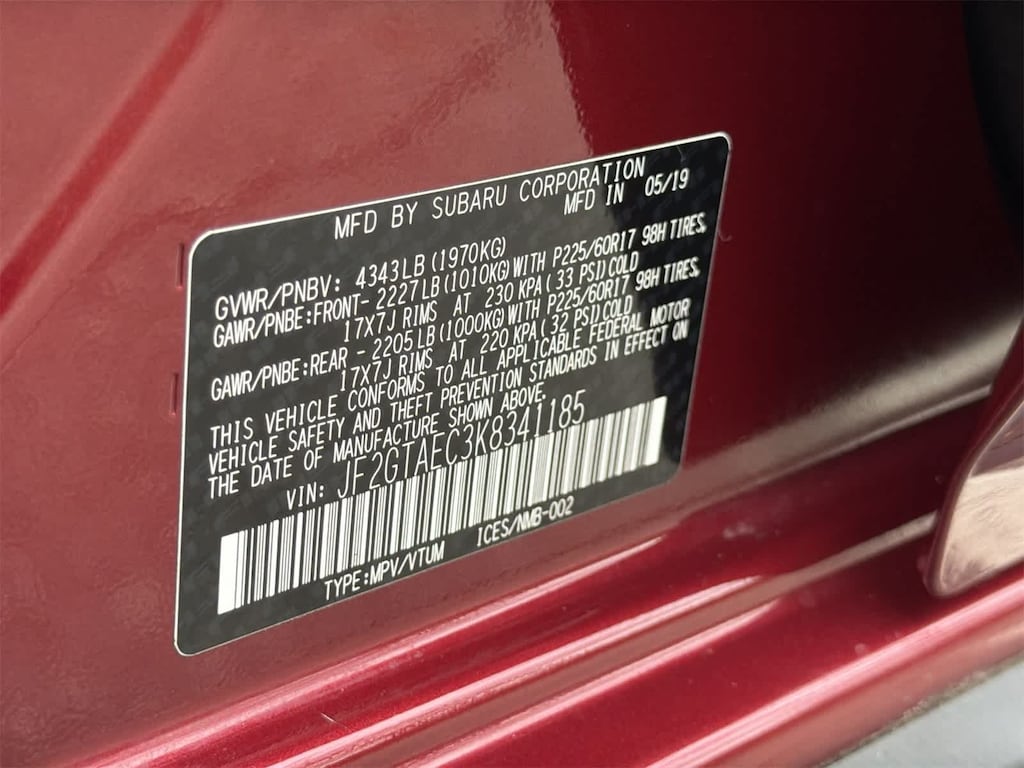 MFD BY SUBARU CORPORATION
MFD IN 05/19
GVWR/PNBV: 4343LB(1970KG)
GAWR/PNBE:FRONT- 2227LB(1010KG)WITH P225/60R17 98H TIRES,
17X7J RIMS AT 230 KPA(33 PSI)COLD
GAWR/PNBE:REAR - 2205LB(1000KG)WITH P225/60R17 98H TIRES,
17X7J RIMS AT 220 KPA(32 PSI)COLD
THIS VEHICLE CONFORMS TO ALL APPLICABLE FEDERAL MOTOR
VEHICLE SAFETY AND THEFT PREVENTION STANDARDS IN EFFECT ON
THE DATE OF MANUFACTURE SHOWN ABOVE.
VIN: JF2GTAEC3K8341185
TYPE:MPV/VTUM ICES/NMB-002